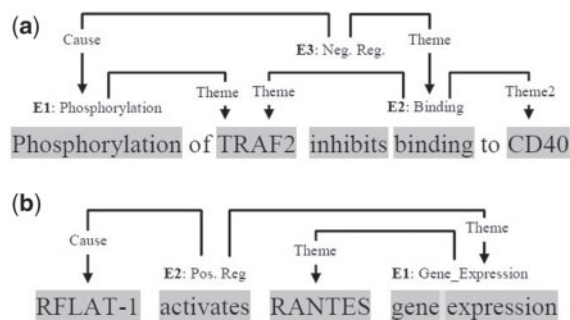 (a)
Cause E3: Neg. Reg. Theme
E1: Phosphorylation Theme Theme E2: Binding Theme2
Phosphorylation of TRAF2 inhibits binding to CD40
(b)
Cause E2: Pos. Reg Theme Theme E1: Gene_Expression
RFLAT-1 activates RANTES gene expression